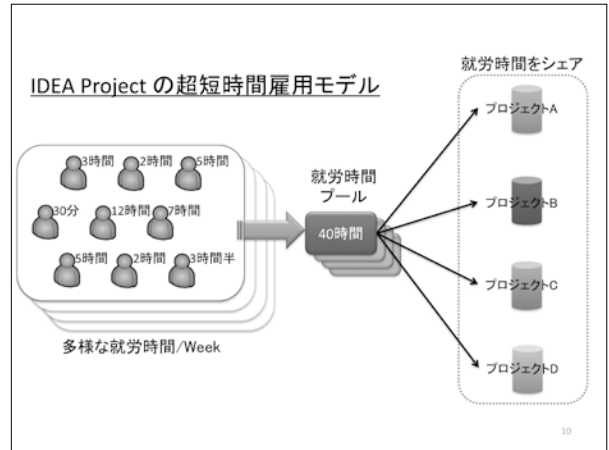 就労時間をシェア
IDEA Project の超短時間雇用モデル
3時間 2時間 5時間
30分 12時間 7時間
5時間 2時間 3時間半
多様な就労時間/Week
就労時間
プール
40時間
プロジェクトA
プロジェクトB
プロジェクトC
プロジェクトD
10